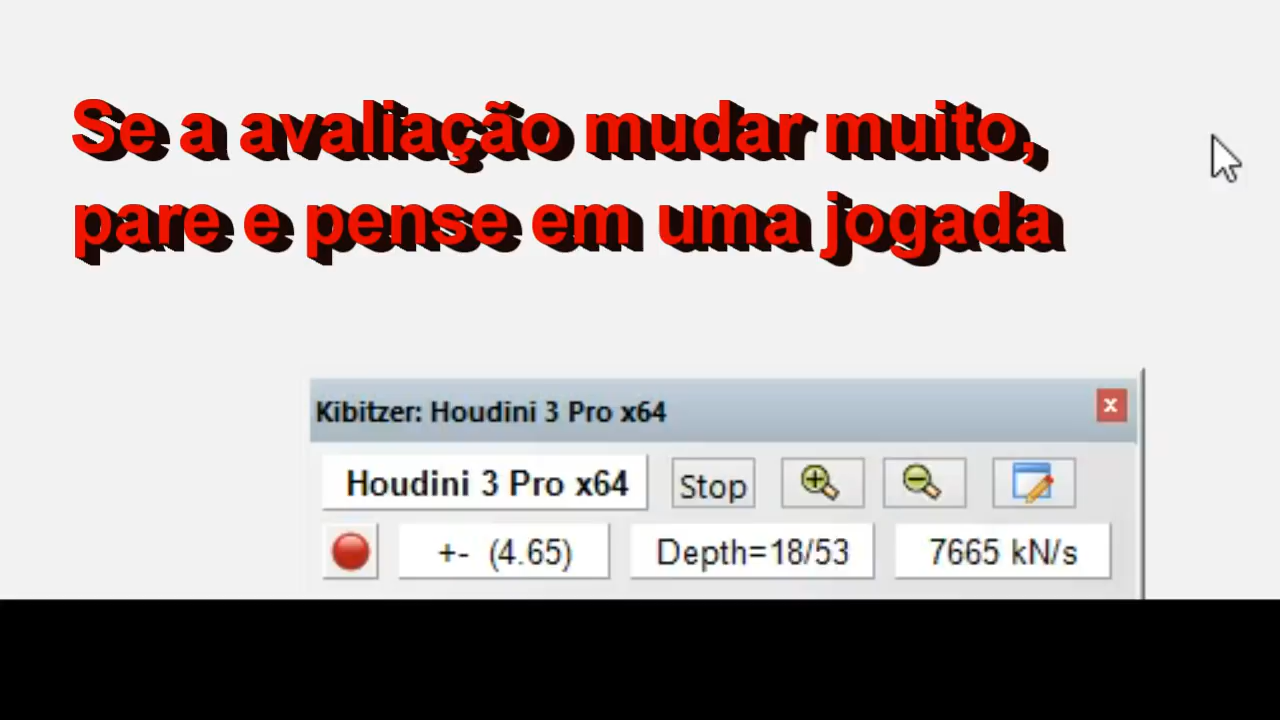 Se a avaliação mudar muito,
pare e pense em uma jogada
Kibitzer: Houdini 3 Pro x64
x
Houdini 3 Pro x64 Stop
+- (4.65) Depth=18/53 7665 kN/s